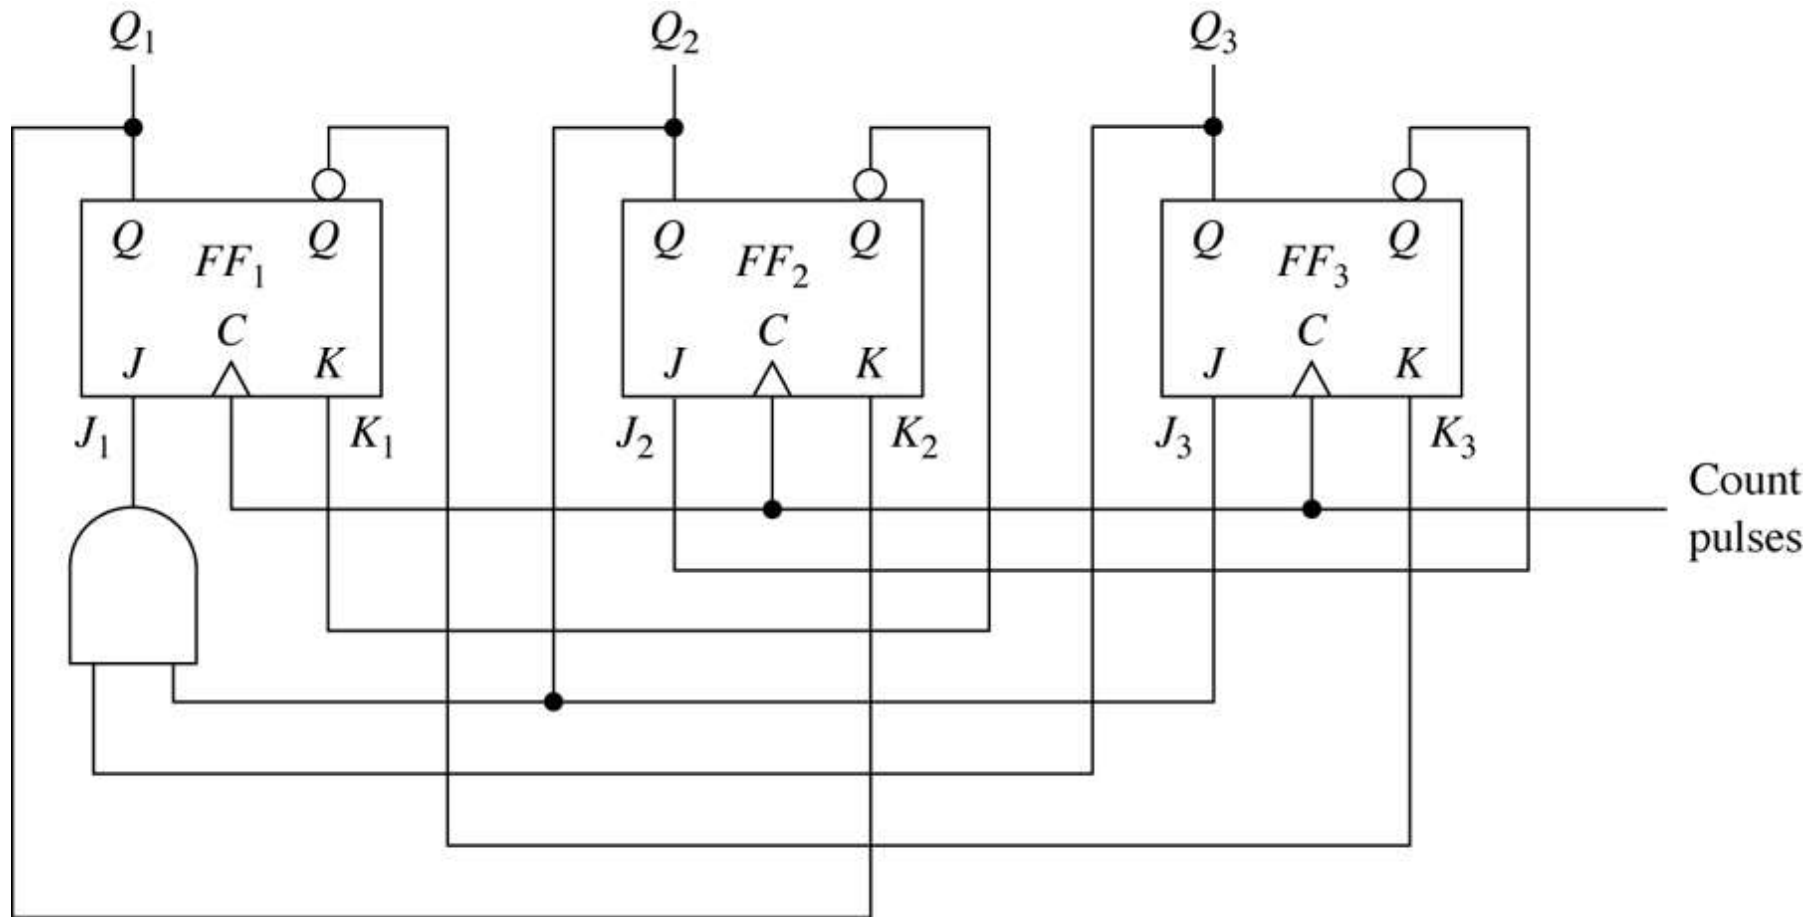 Q1 Q2 Q3
Q Q Q Q Q Q
FF1 FF2 FF3
C C C
J K J K J K
J1 K1 J2 K2 J3 K3
Count
pulses